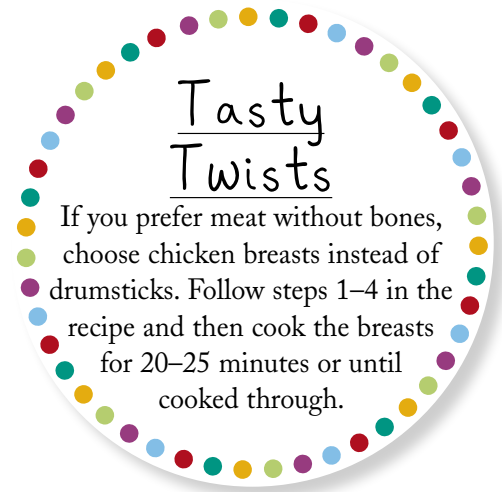 Tasty
Twists
If you prefer meat without bones,
choose chicken breasts instead of
drumsticks. Follow steps 1–4 in the
recipe and then cook the breasts
for 20–25 minutes or until
cooked through.